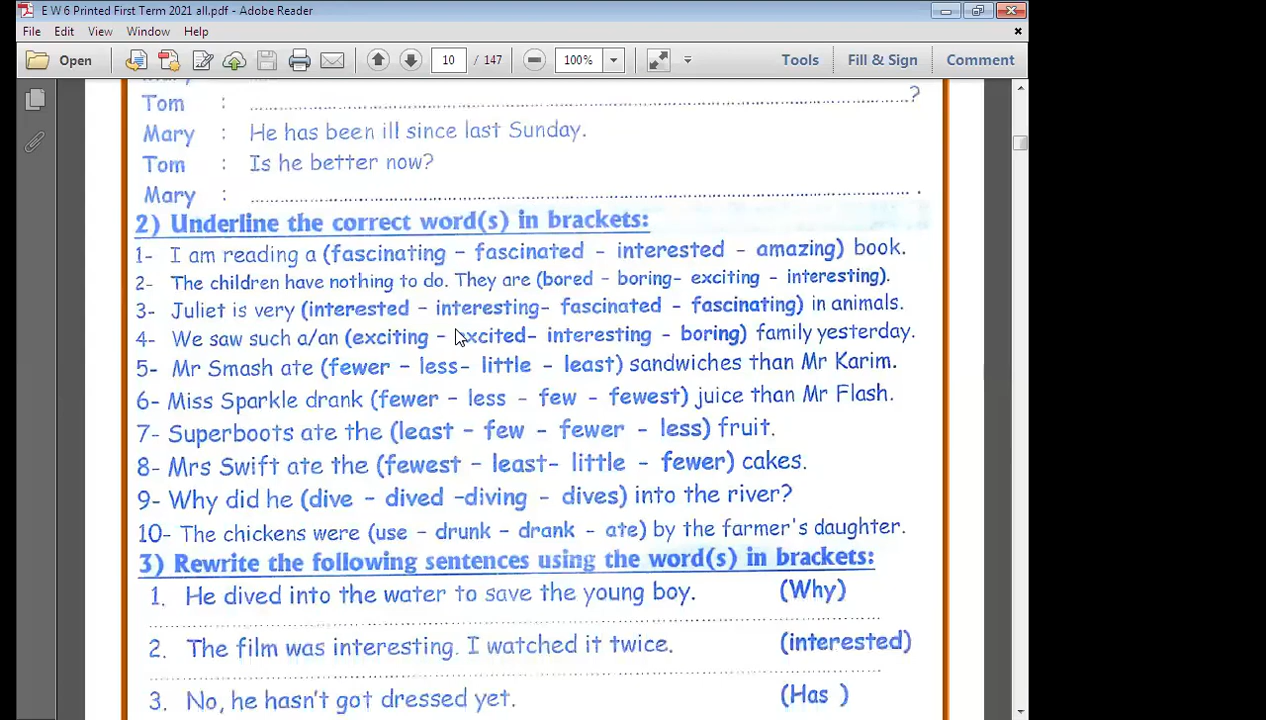 E W 6 Printed First Term 2021 all.pdf - Adobe Reader
File Edit View Window Help
Open 10 / 147 100% Tools Fill & Sign Comment
Mary
Tom : ?
Mary : He has been ill since last Sunday.
Tom : Is he better now?
Mary : .
2) Underline the correct word(s) in brackets:
1- I am reading a (fascinating - fascinated - interested - amazing) book.
2- The children have nothing to do. They are (bored - boring- exciting - interesting).
3- Juliet is very (interested - interesting- fascinated - fascinating) in animals.
4- We saw such a/an (exciting - excited- interesting - boring) family yesterday.
5- Mr Smash ate (fewer - less- little - least) sandwiches than Mr Karim.
6- Miss Sparkle drank (fewer - less - few - fewest) juice than Mr Flash.
7- Superboots ate the (least - few - fewer - less) fruit.
8- Mrs Swift ate the (fewest - least- little - fewer) cakes.
9- Why did he (dive - dived -diving - dives) into the river?
10- The chickens were (use - drunk - drank - ate) by the farmer's daughter.
3) Rewrite the following sentences using the word(s) in brackets:
1. He dived into the water to save the young boy. (Why)
2. The film was interesting. I watched it twice. (interested)
3. No, he hasn't got dressed yet. (Has )